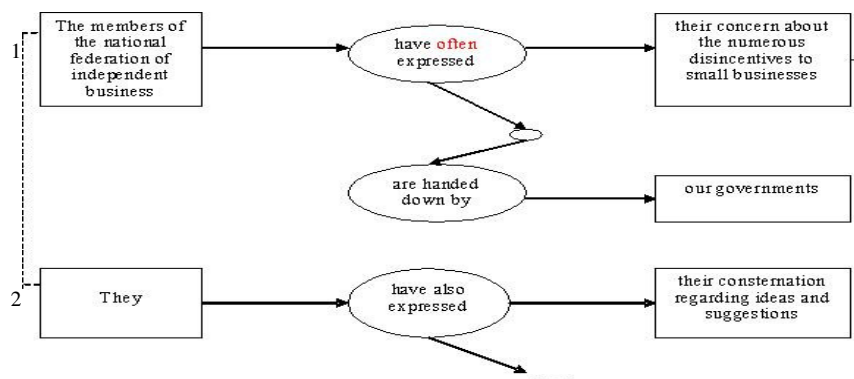 1
The members of
the national
federation of
independent
business
have often
expressed
their concern about
the numerous
disincentives to
small businesses
are handed
down by
our governments
2
They
have also
expressed
their consternation
regarding ideas and
suggestions